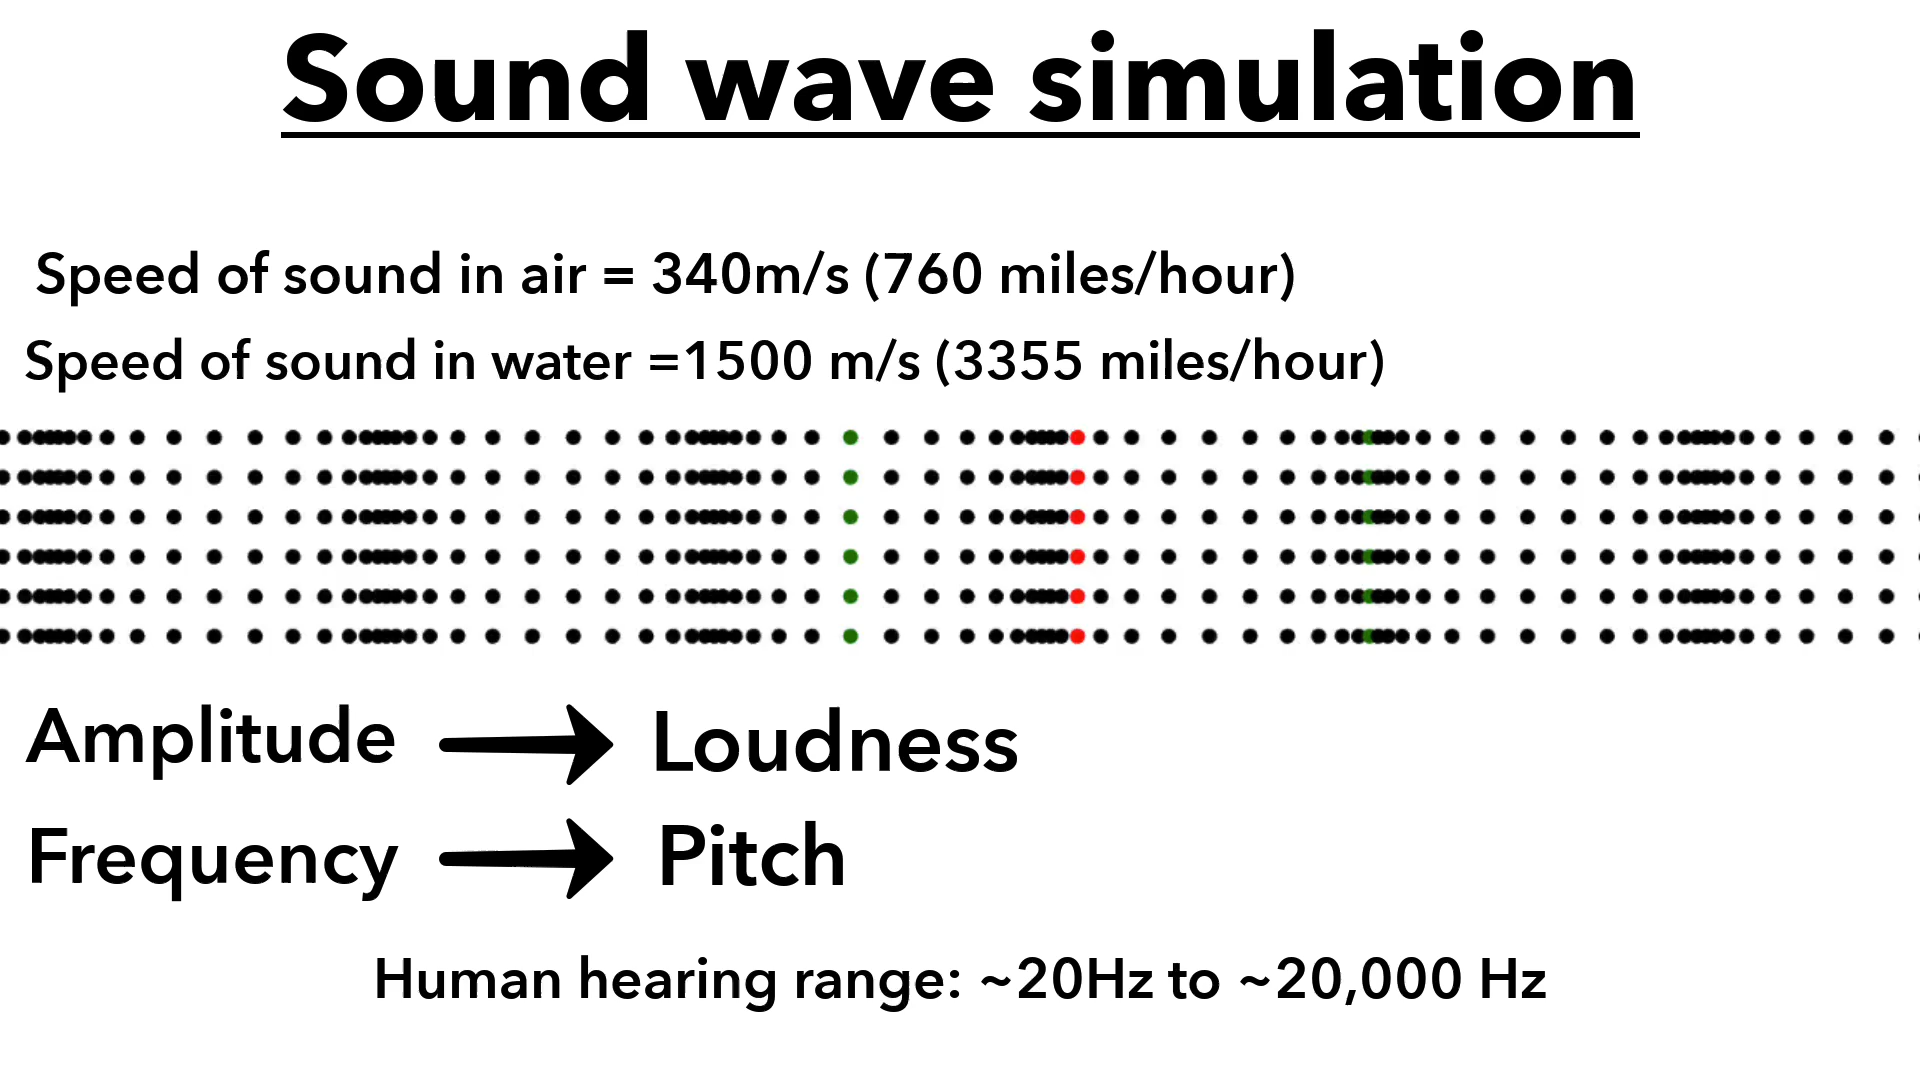 Sound wave simulation
Speed of sound in air = 340m/s (760 miles/hour)
Speed of sound in water =1500 m/s (3355 miles/hour)
Amplitude → Loudness
Frequency → Pitch
Human hearing range: ~20Hz to ~20,000 Hz